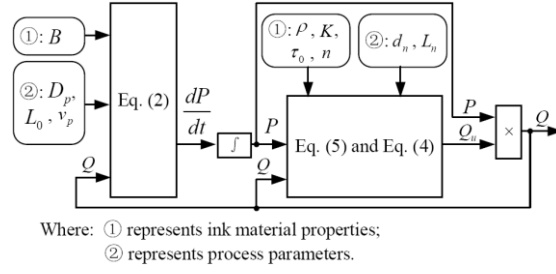 ①: B
②: D_p,
L_0, v_p
Q
Eq. (2)
dP
dt
∫
P
Q
①: ρ, K,
τ_0, n
②: d_n, L_n
Eq. (5) and Eq. (4)
P
Q_u
×
Q
Where: ① represents ink material properties;
② represents process parameters.